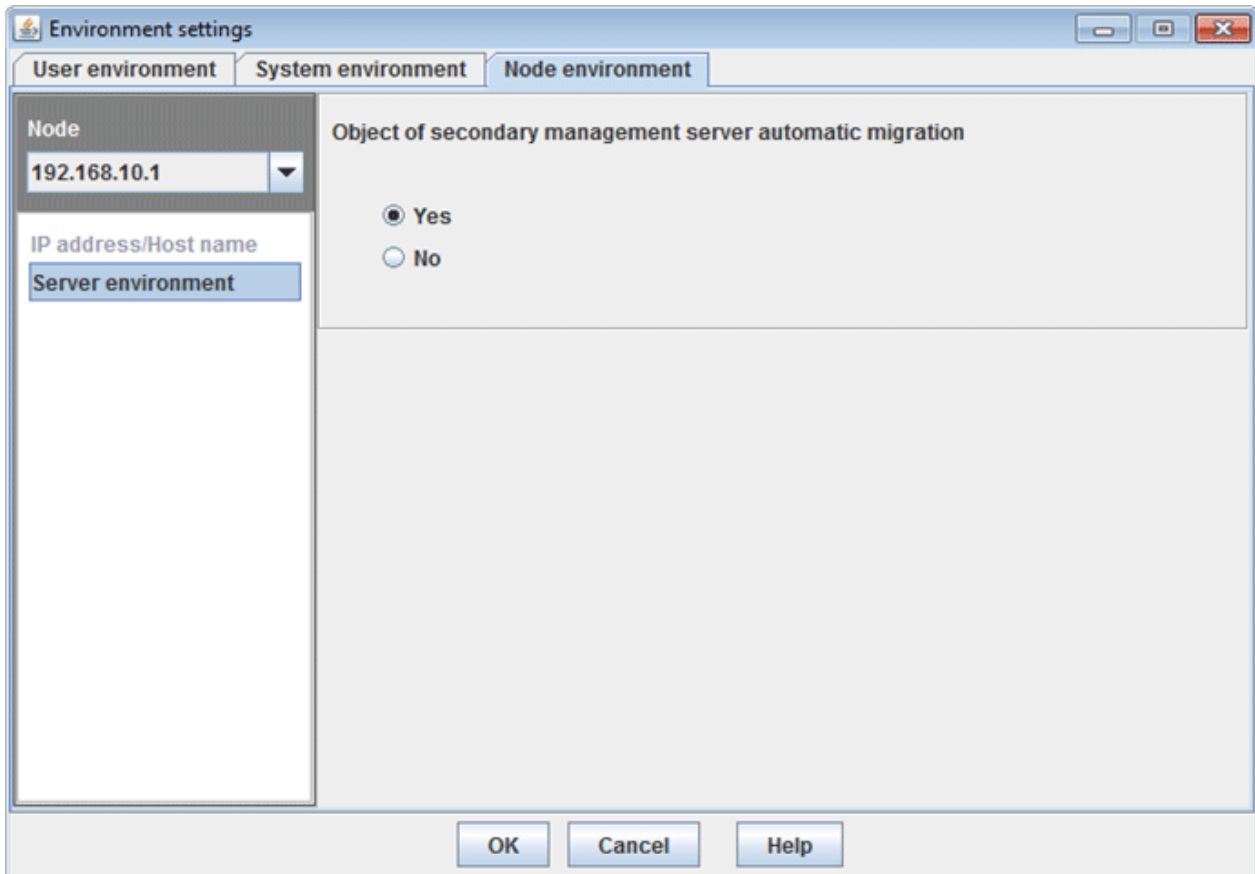 Environment settings
User environment System environment Node environment
Node
192.168.10.1
IP address/Host name
Server environment
Object of secondary management server automatic migration
Yes
No
OK Cancel Help